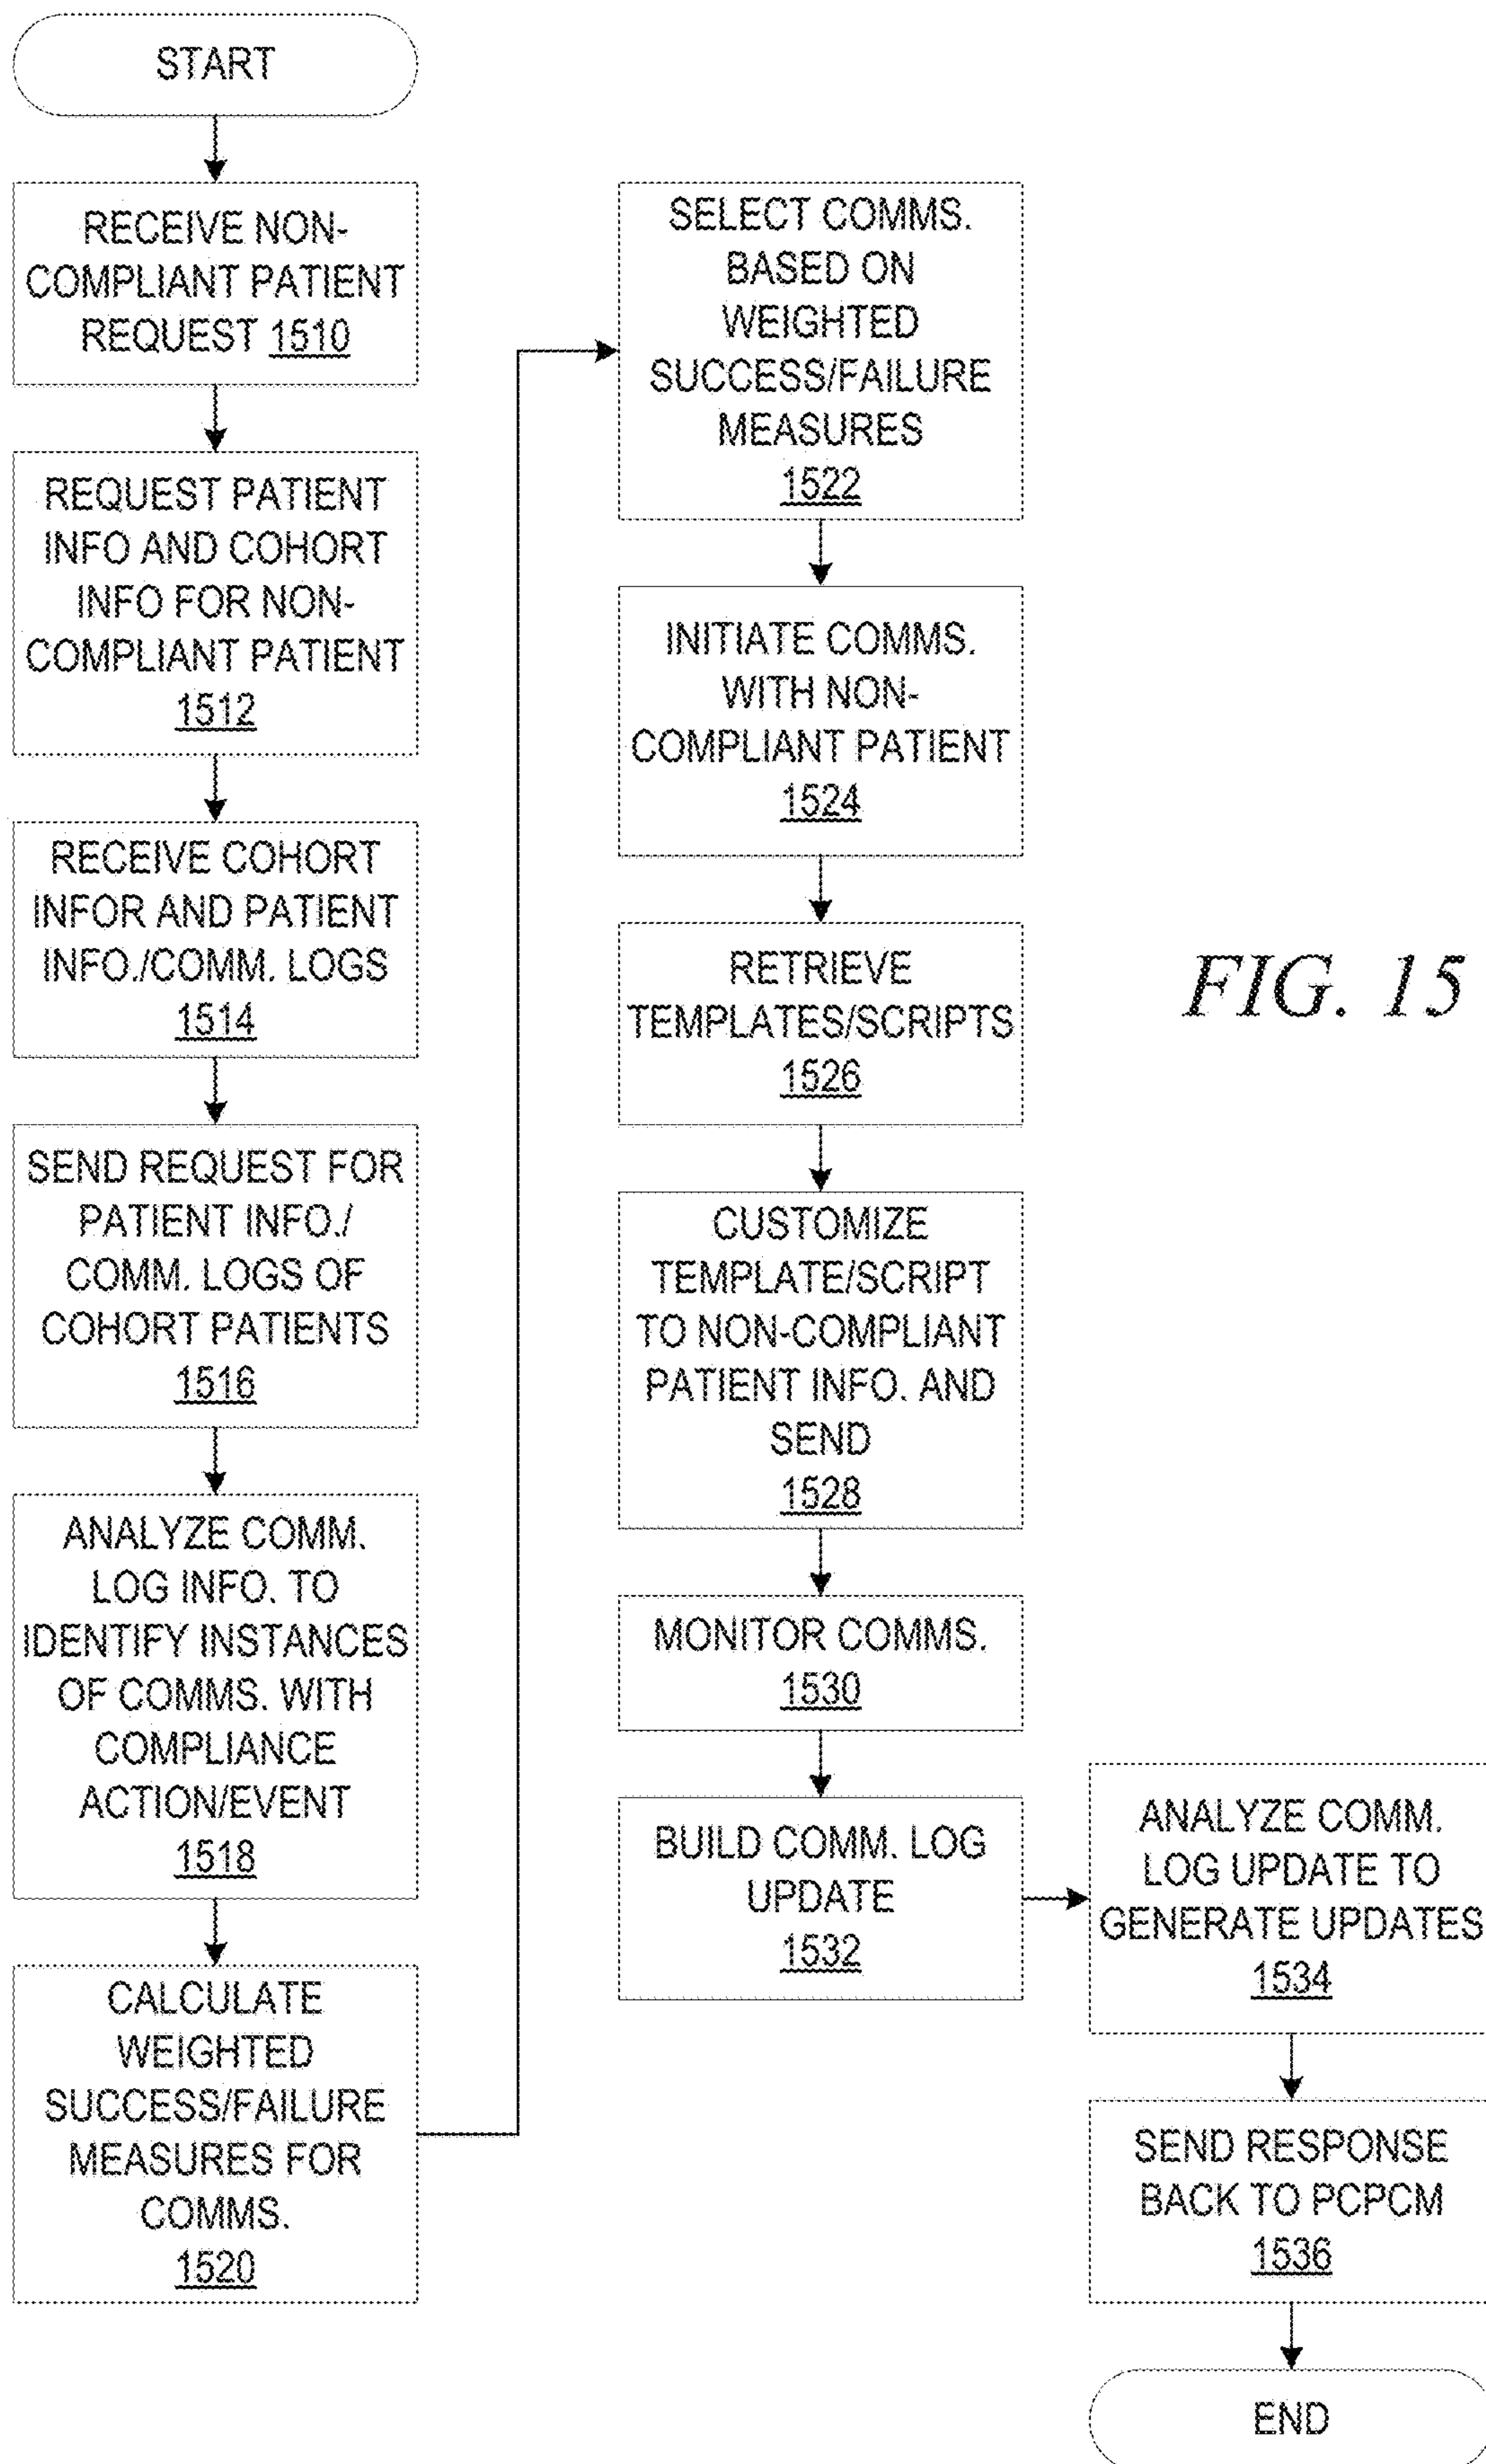 START
RECEIVE NON-
COMPLIANT PATIENT
REQUEST 1510
REQUEST PATIENT
INFO AND COHORT
INFO FOR NON-
COMPLIANT PATIENT
1512
RECEIVE COHORT
INFOR AND PATIENT
INFO./COMM. LOGS
1514
SEND REQUEST FOR
PATIENT INFO./
COMM. LOGS OF
COHORT PATIENTS
1516
ANALYZE COMM.
LOG INFO. TO
IDENTIFY INSTANCES
OF COMMS. WITH
COMPLIANCE
ACTION/EVENT
1518
CALCULATE
WEIGHTED
SUCCESS/FAILURE
MEASURES FOR
COMMS.
1520
SELECT COMMS.
BASED ON
WEIGHTED
SUCCESS/FAILURE
MEASURES
1522
INITIATE COMMS.
WITH NON-
COMPLIANT PATIENT
1524
RETRIEVE
TEMPLATES/SCRIPTS
1526
CUSTOMIZE
TEMPLATE/SCRIPT
TO NON-COMPLIANT
PATIENT INFO. AND
SEND
1528
MONITOR COMMS.
1530
BUILD COMM. LOG
UPDATE
1532
ANALYZE COMM.
LOG UPDATE TO
GENERATE UPDATES
1534
SEND RESPONSE
BACK TO PCPCM
1536
END
FIG. 15